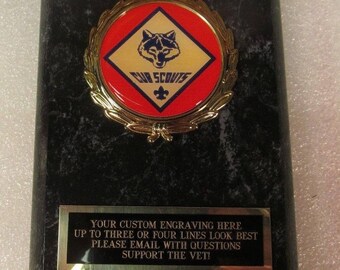 CUB SCOUTS
YOUR CUSTOM ENGRAVING HERE
UP TO THREE OR FOUR LINES LOOK BEST
PLEASE EMAIL WITH QUESTIONS
SUPPORT THE VET!